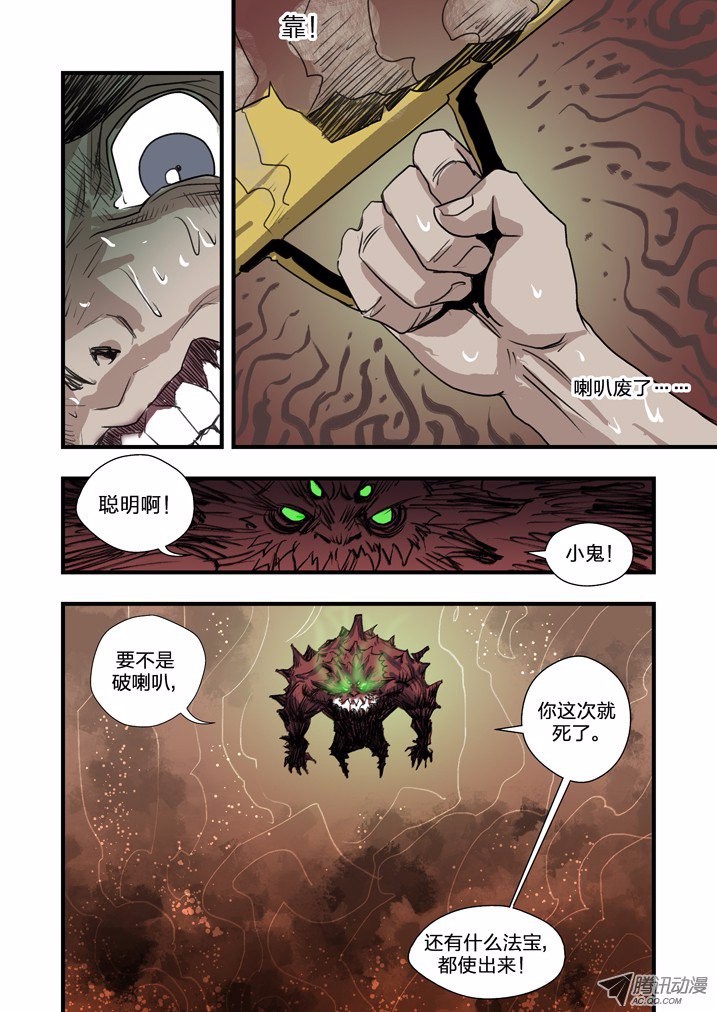 靠!
喇叭废了……
聪明啊!
小鬼!
要不是
破喇叭,
你这次就
死了。
还有什么法宝,
都使出来!
腾讯动漫
AC.QQ.COM